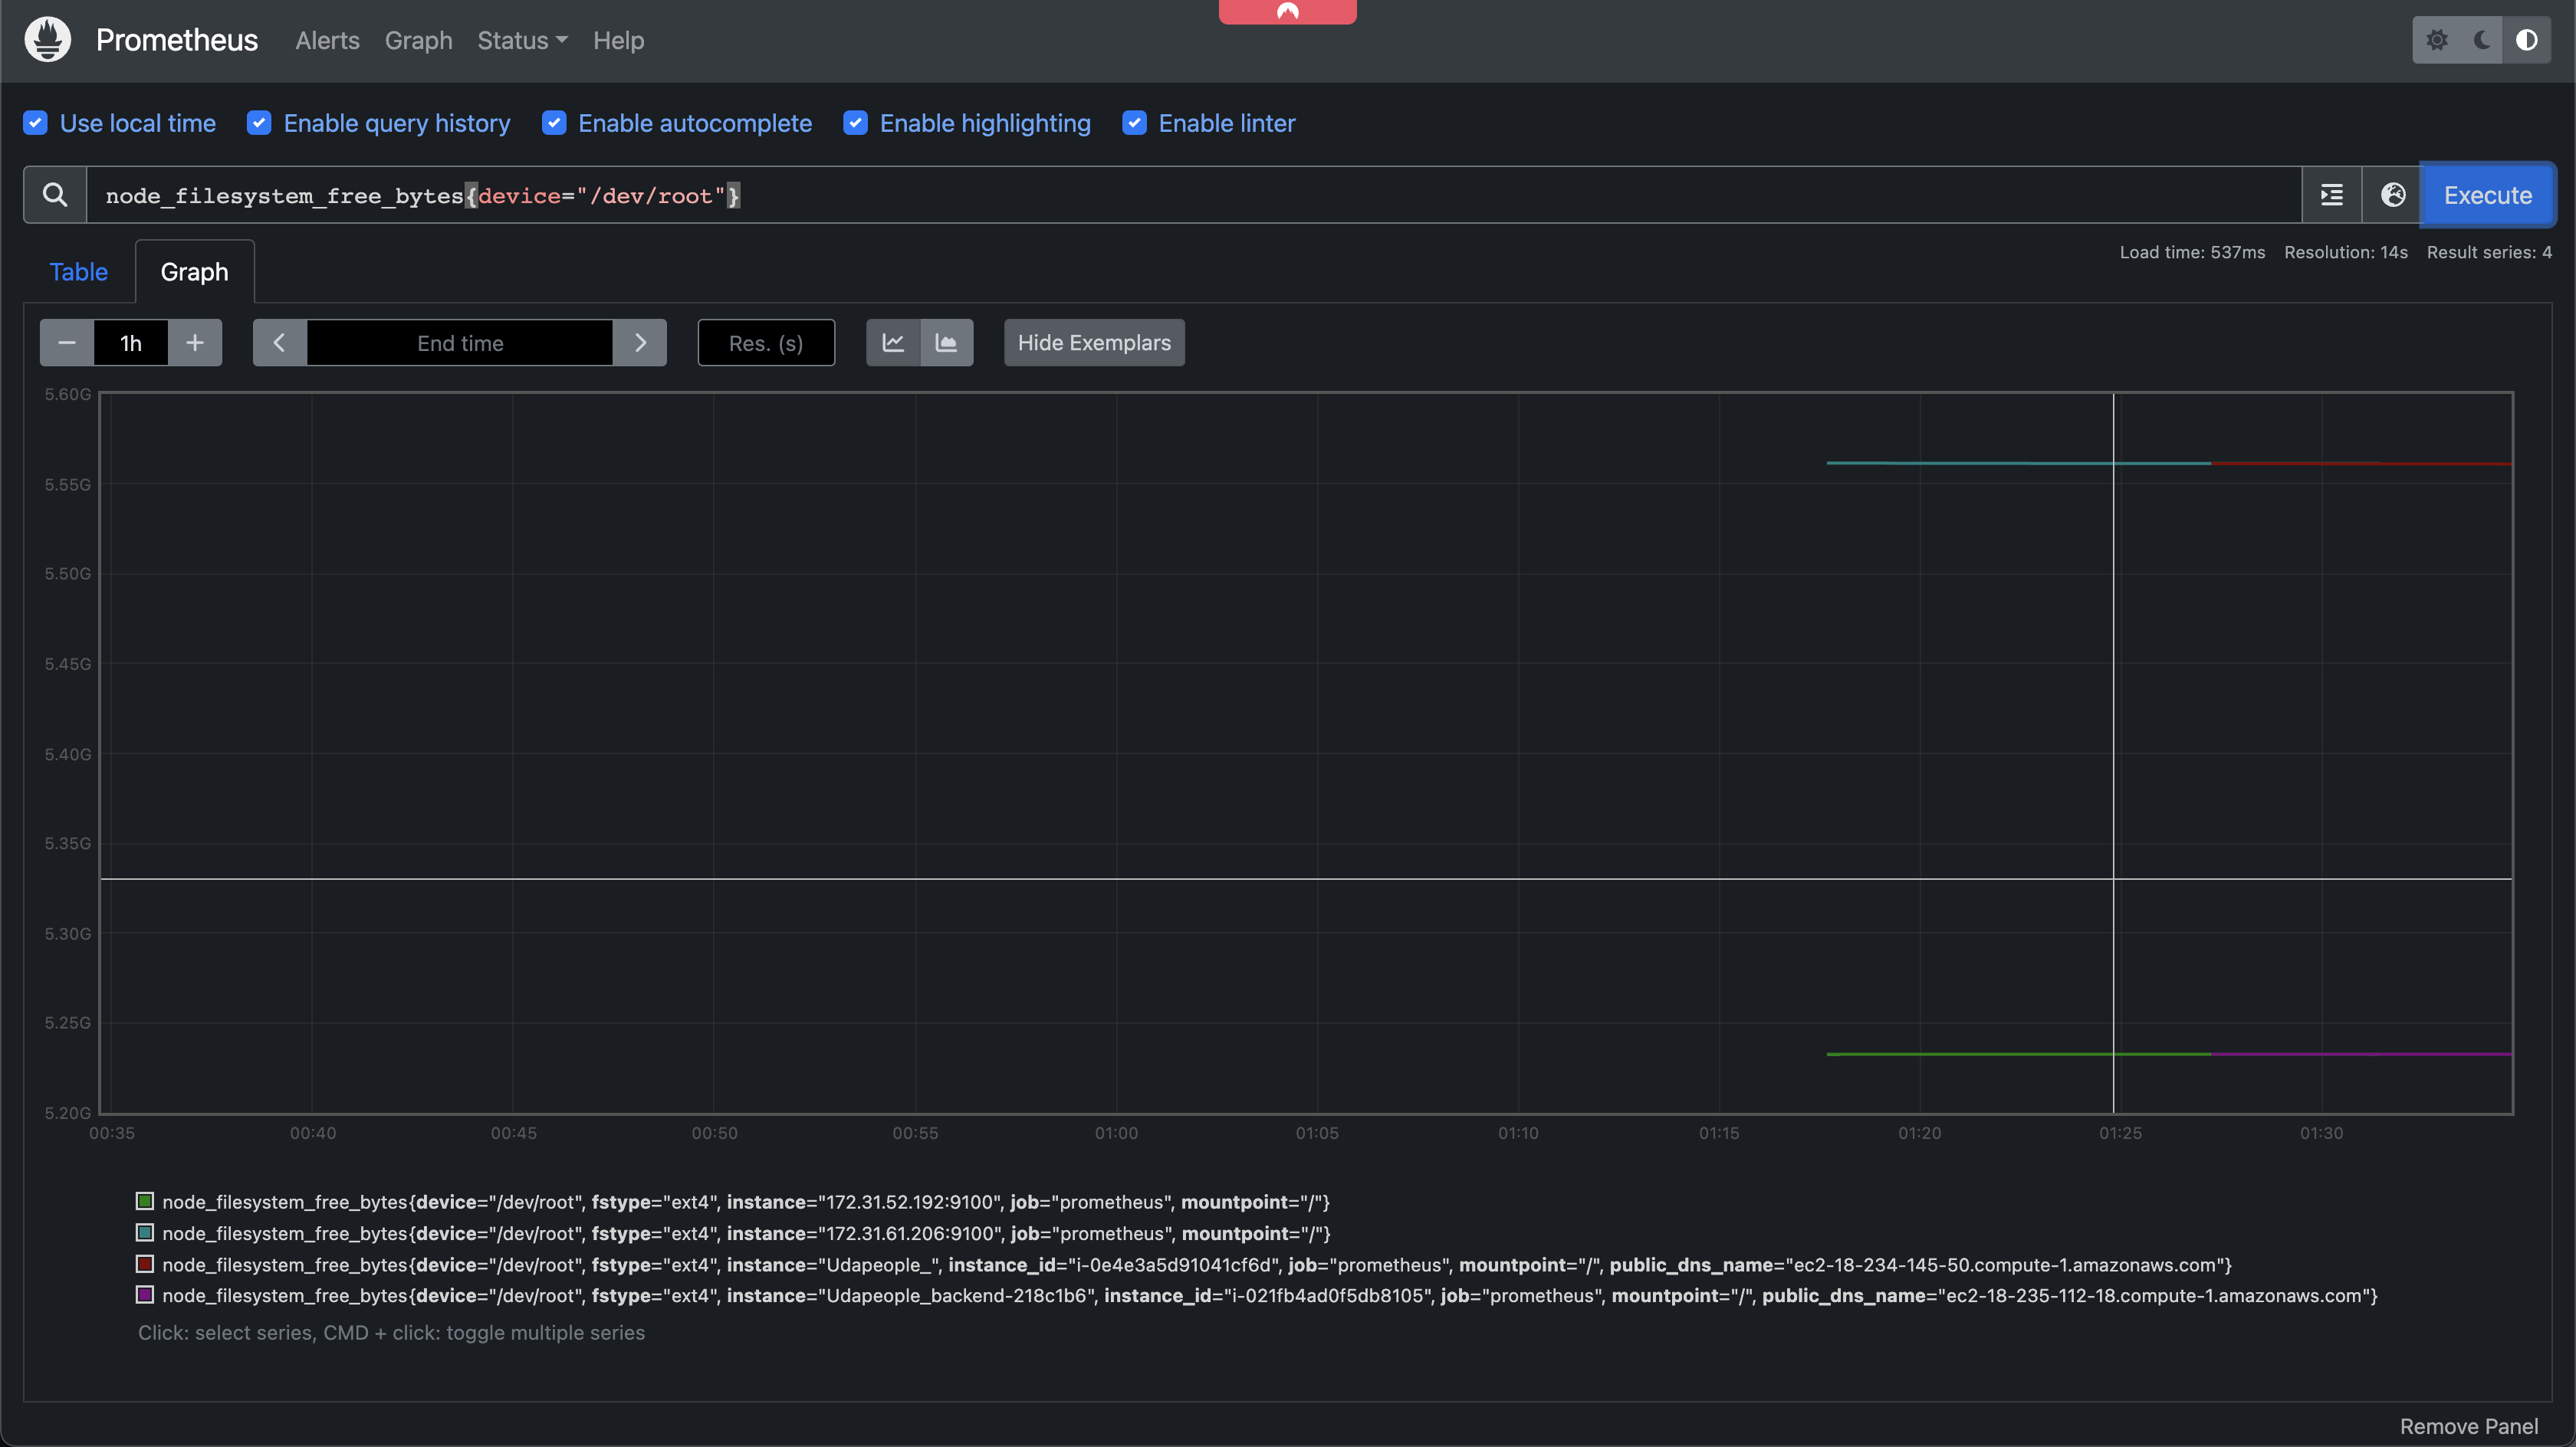 Prometheus Alerts Graph Status Help
Use local time Enable query history Enable autocomplete Enable highlighting Enable linter
node_filesystem_free_bytes{device="/dev/root"} Execute
Load time: 537ms Resolution: 14s Result series: 4
Table Graph
1h End time Res. (s) Hide Exemplars
5.60G
5.55G
5.50G
5.45G
5.40G
5.35G
5.30G
5.25G
5.20G
00:35 00:40 00:45 00:50 00:55 01:00 01:05 01:10 01:15 01:20 01:25 01:30
node_filesystem_free_bytes{device="/dev/root", fstype="ext4", instance="172.31.52.192:9100", job="prometheus", mountpoint="/"}
node_filesystem_free_bytes{device="/dev/root", fstype="ext4", instance="172.31.61.206:9100", job="prometheus", mountpoint="/"}
node_filesystem_free_bytes{device="/dev/root", fstype="ext4", instance="Udapeople_", instance_id="i-0e4e3a5d91041cf6d", job="prometheus", mountpoint="/", public_dns_name="ec2-18-234-145-50.compute-1.amazonaws.com"}
node_filesystem_free_bytes{device="/dev/root", fstype="ext4", instance="Udapeople_backend-218c1b6", instance_id="i-021fb4ad0f5db8105", job="prometheus", mountpoint="/", public_dns_name="ec2-18-235-112-18.compute-1.amazonaws.com"}
Click: select series, CMD + click: toggle multiple series
Remove Panel